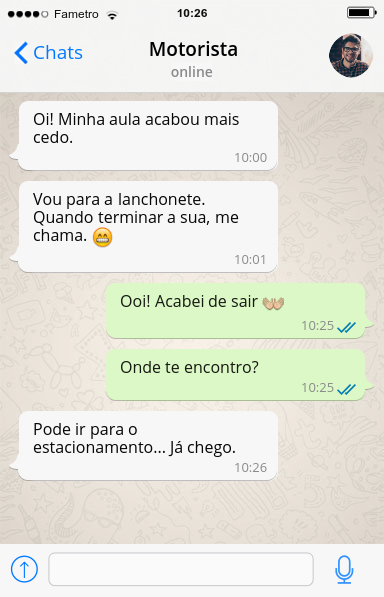 Fametro 10:26
Chats Motorista
online
Oi! Minha aula acabou mais
cedo.
10:00
Vou para a lanchonete.
Quando terminar a sua, me
chama. 😁
10:01
Ooi! Acabei de sair 👐🏼
10:25
Onde te encontro?
10:25
Pode ir para o
estacionamento... Já chego.
10:26